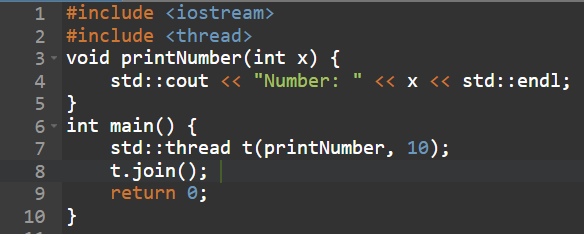 1 #include <iostream>
2 #include <thread>
3 void printNumber(int x) {
4     std::cout << "Number: " << x << std::endl;
5 }
6 int main() {
7     std::thread t(printNumber, 10);
8     t.join();
9     return 0;
10 }